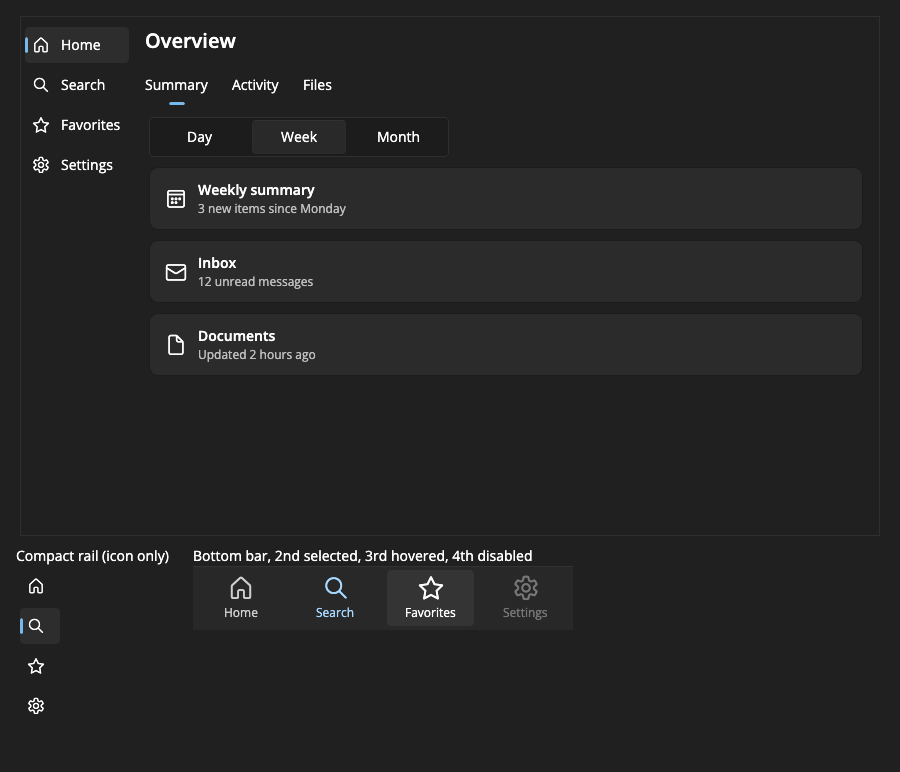 Home
Search
Favorites
Settings
Overview
Summary Activity Files
Day Week Month
Weekly summary
3 new items since Monday
Inbox
12 unread messages
Documents
Updated 2 hours ago
Compact rail (icon only)
Bottom bar, 2nd selected, 3rd hovered, 4th disabled
Home Search Favorites Settings